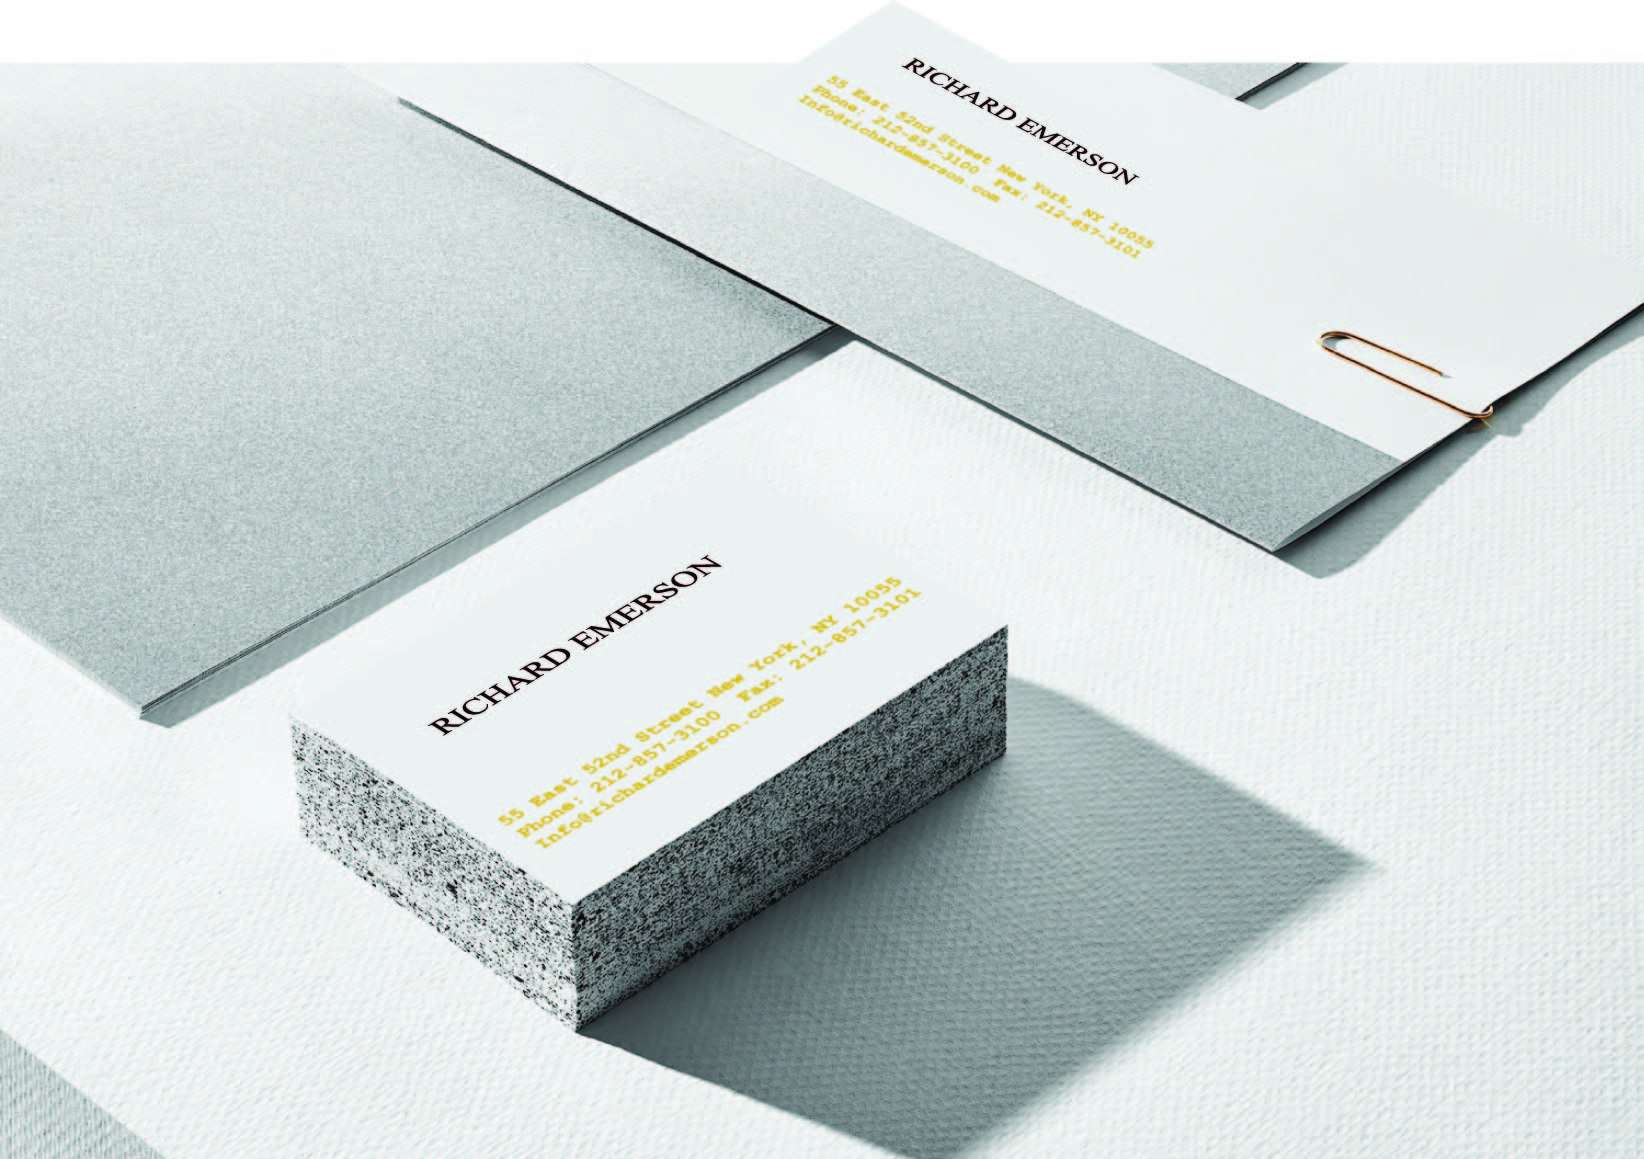 RICHARD EMERSON
55 East 52nd Street New York, NY 10055
Phone: 212-857-3100 Fax: 212-857-3101
Info@richardemerson.com
RICHARD EMERSON
55 East 52nd Street New York, NY 10055
Phone: 212-857-3100 Fax: 212-857-3101
Info@richardemerson.com